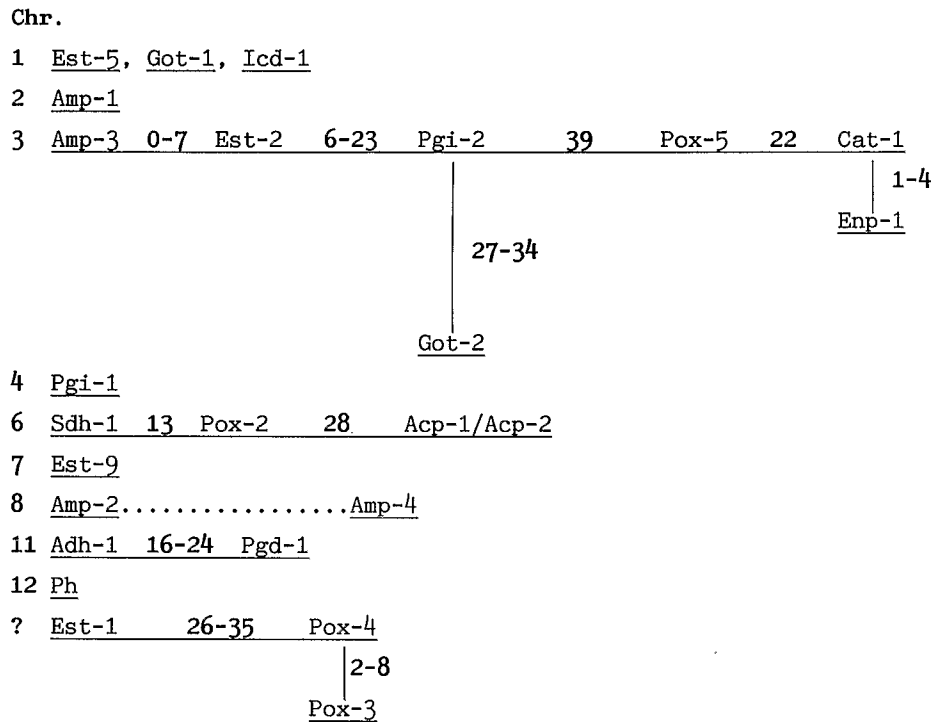 Chr.
1 Est-5, Got-1, Icd-1
2 Amp-1
3 Amp-3 0-7 Est-2 6-23 Pgi-2 39 Pox-5 22 Cat-1
1-4
Enp-1
27-34
Got-2
4 Pgi-1
6 Sdh-1 13 Pox-2 28 Acp-1/Acp-2
7 Est-9
8 Amp-2.................Amp-4
11 Adh-1 16-24 Pgd-1
12 Ph
? Est-1 26-35 Pox-4
2-8
Pox-3